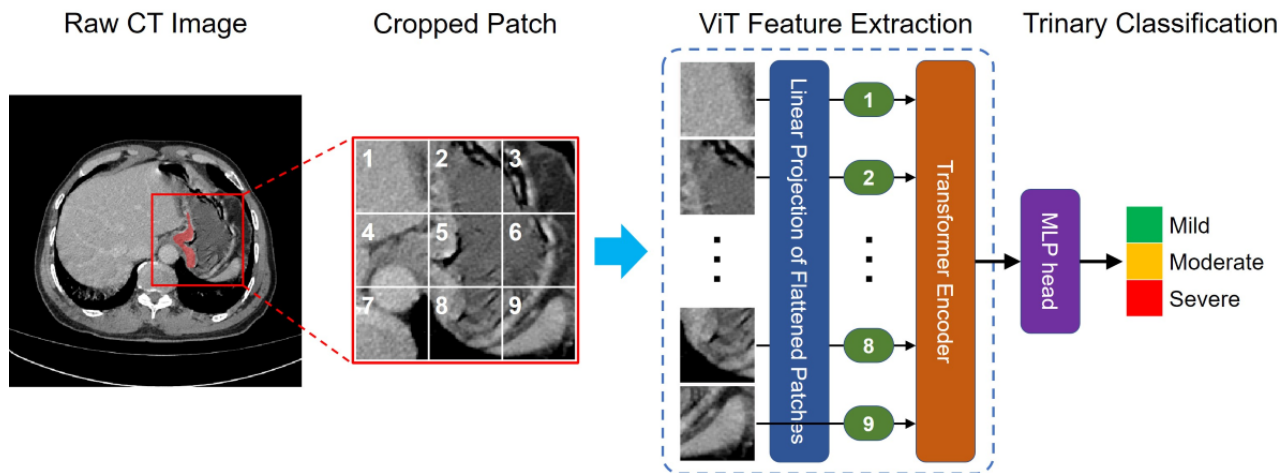 Raw CT Image
Cropped Patch
ViT Feature Extraction
Trinary Classification
1 2 3
4 5 6
7 8 9
Linear Projection of Flattened Patches
1
2
8
9
Transformer Encoder
MLP head
Mild
Moderate
Severe